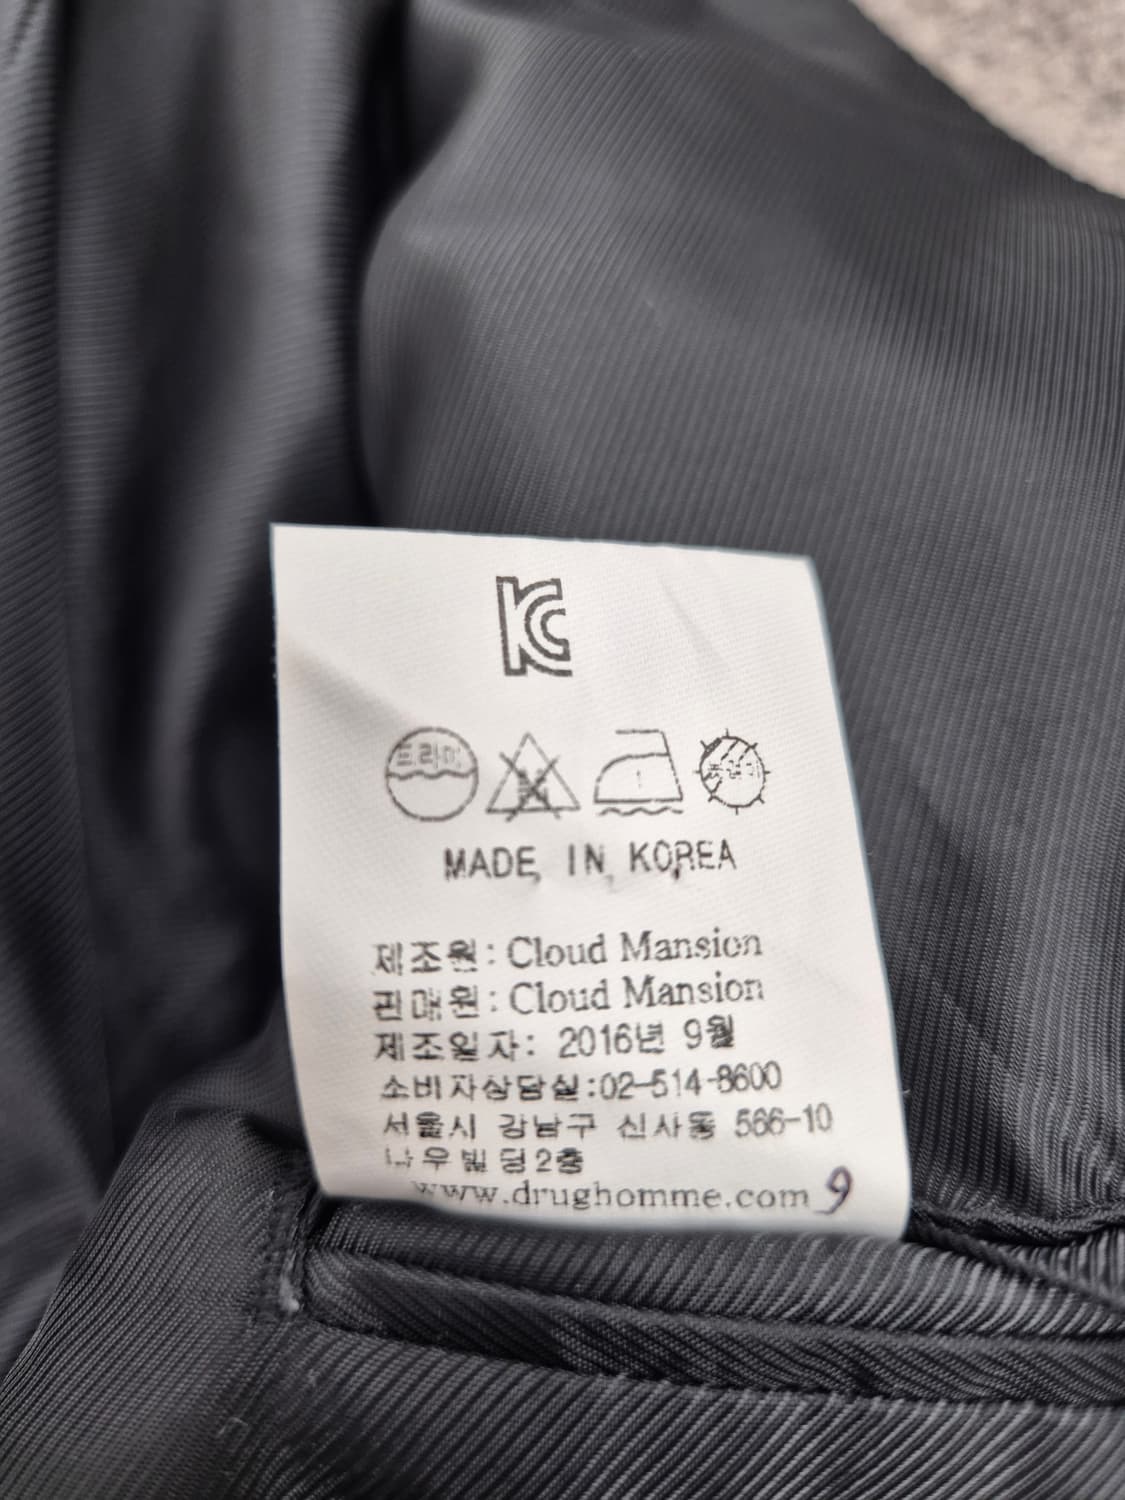 KC
드라이
MADE IN KOREA
제조원: Cloud Mansion
판매원: Cloud Mansion
제조일자: 2016년 9월
소비자상담실:02-514-8600
서울시 강남구 신사동 566-10
나우빌딩2층
www.drughomme.com 9